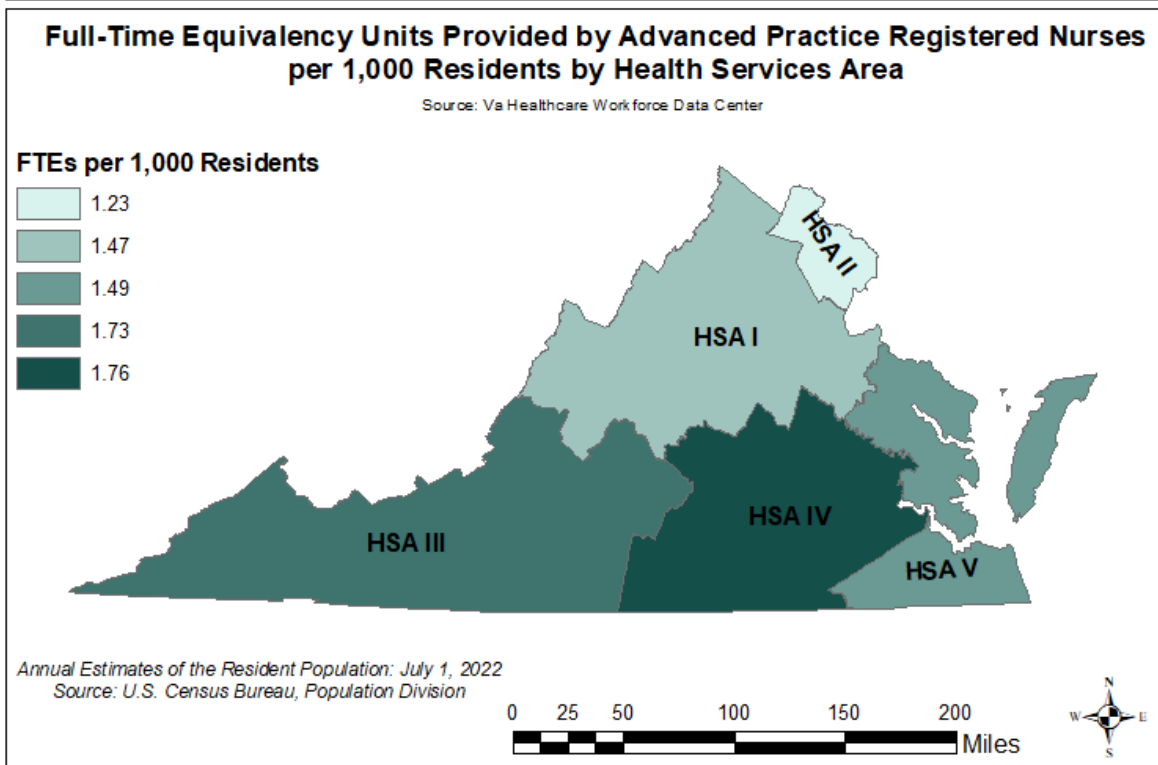 Full-Time Equivalency Units Provided by Advanced Practice Registered Nurses
per 1,000 Residents by Health Services Area
Source: Va Healthcare Workforce Data Center
FTEs per 1,000 Residents
1.23
1.47
1.49
1.73
1.76
HSA II
HSA I
HSA IV
HSA III
HSA V
Annual Estimates of the Resident Population: July 1, 2022
Source: U.S. Census Bureau, Population Division
0 25 50 100 150 200
Miles
N
W E
S